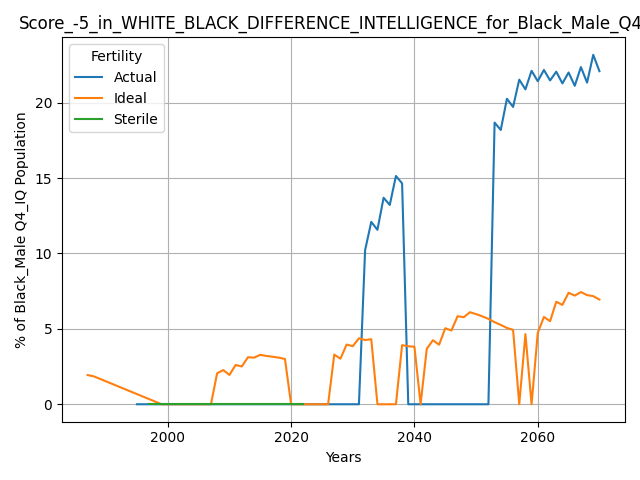 Score_-5_in_WHITE_BLACK_DIFFERENCE_INTELLIGENCE_for_Black_Male_Q4
Fertility
Actual
Ideal
Sterile
% of Black_Male Q4_IQ Population
20
15
10
5
0
2000 2020 2040 2060
Years